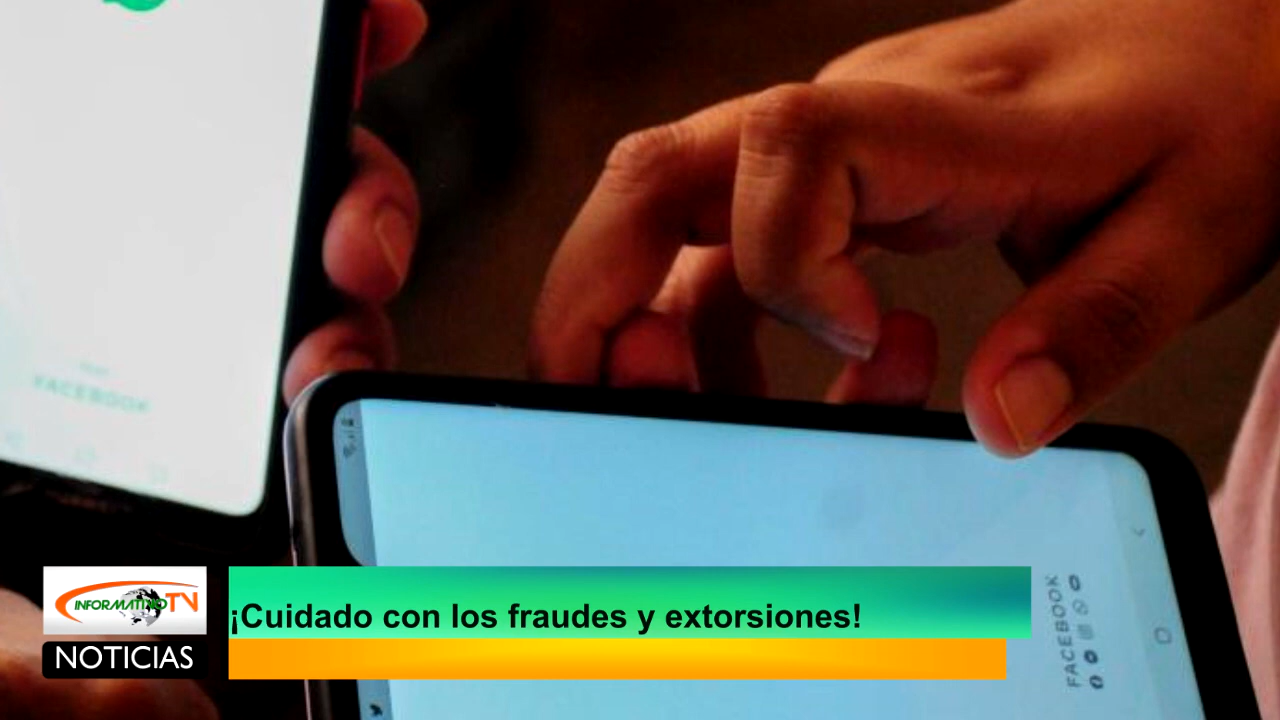 FACEBOOK
FACEBOOK
INFORMATIVO TV
¡Cuidado con los fraudes y extorsiones!
NOTICIAS